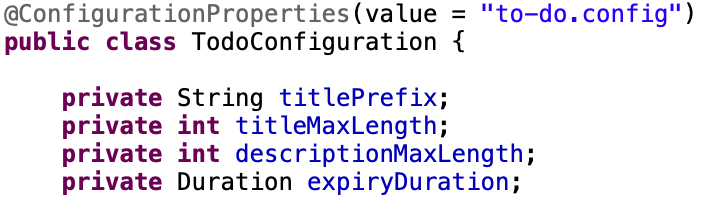 @ConfigurationProperties(value = "to-do.config")
public class TodoConfiguration {
private String titlePrefix;
private int titleMaxLength;
private int descriptionMaxLength;
private Duration expiryDuration;